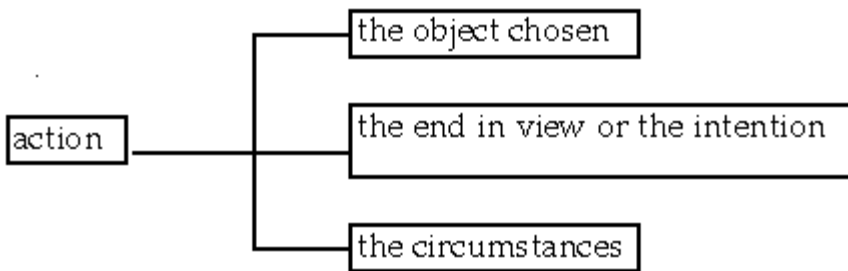 the object chosen
action
the end in view or the intention
the circumstances